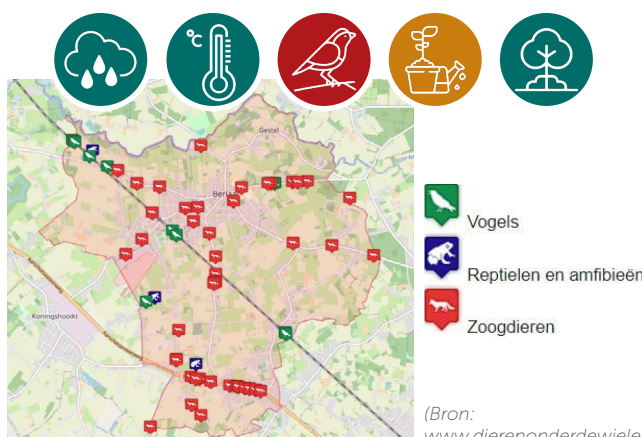 °C
Gestel
Berlaar
Vogels
Reptielen en amfibieën
Koningshooikt
Zoogdieren
(Bron:
www.dierenonderdewiele